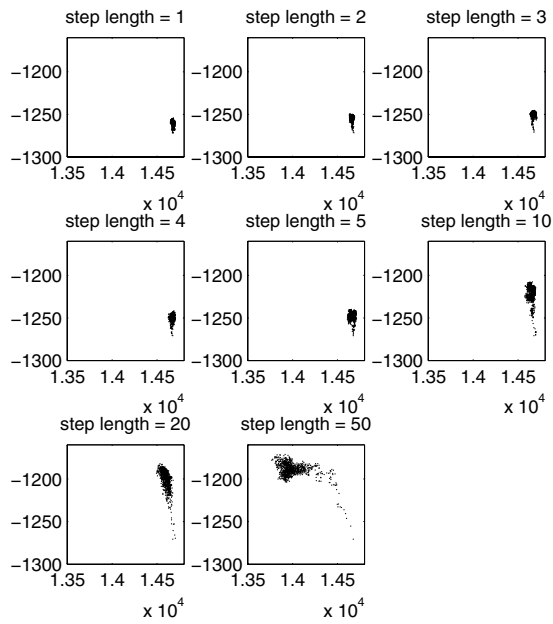 step length = 1
step length = 2
step length = 3
−1200
−1250
−1300
1.35 1.4 1.45
x 10^4
−1200
−1250
−1300
1.35 1.4 1.45
x 10^4
−1200
−1250
−1300
1.35 1.4 1.45
x 10^4
step length = 4
step length = 5
step length = 10
−1200
−1250
−1300
1.35 1.4 1.45
x 10^4
−1200
−1250
−1300
1.35 1.4 1.45
x 10^4
−1200
−1250
−1300
1.35 1.4 1.45
x 10^4
step length = 20
step length = 50
−1200
−1250
−1300
1.35 1.4 1.45
x 10^4
−1200
−1250
−1300
1.35 1.4 1.45
x 10^4